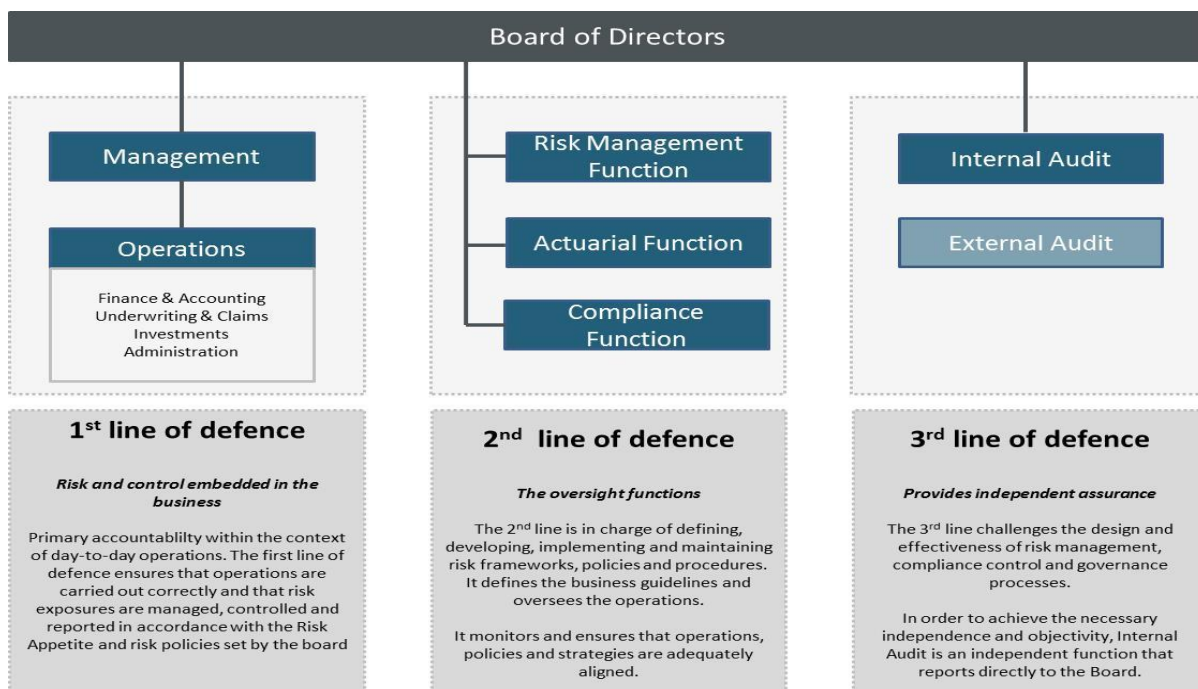 Board of Directors
Management
Operations
Finance & Accounting
Underwriting & Claims
Investments
Administration
Risk Management
Function
Actuarial Function
Compliance
Function
Internal Audit
External Audit
1st line of defence
Risk and control embedded in the
business
Primary accountablilty within the context
of day-to-day operations. The first line of
defence ensures that operations are
carried out correctly and that risk
exposures are managed, controlled and
reported in accordance with the Risk
Appetite and risk policies set by the board
2nd line of defence
The oversight functions
The 2nd line is in charge of defining,
developing, implementing and maintaining
risk frameworks, policies and procedures.
It defines the business guidelines and
oversees the operations.
It monitors and ensures that operations,
policies and strategies are adequately
aligned.
3rd line of defence
Provides independent assurance
The 3rd line challenges the design and
effectiveness of risk management,
compliance control and governance
processes.
In order to achieve the necessary
independence and objectivity, Internal
Audit is an independent function that
reports directly to the Board.